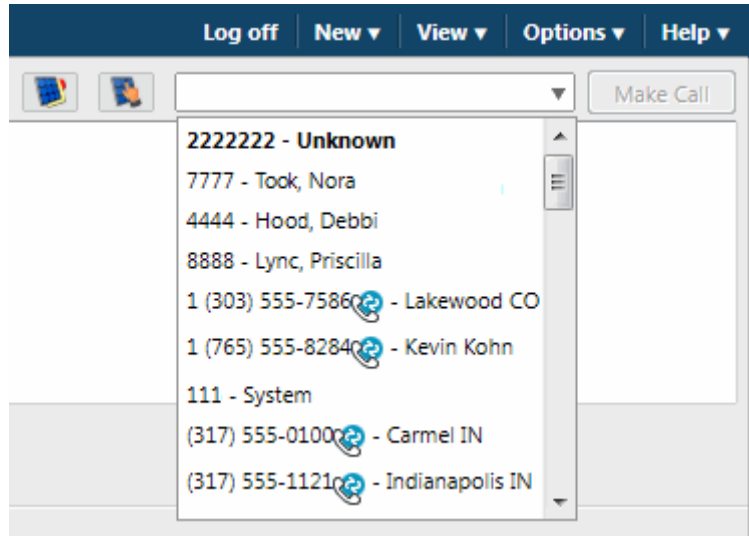 Log off New ▾ View ▾ Options ▾ Help ▾
Make Call
2222222 - Unknown
7777 - Took, Nora
4444 - Hood, Debbi
8888 - Lync, Priscilla
1 (303) 555-7586 - Lakewood CO
1 (765) 555-8284 - Kevin Kohn
111 - System
(317) 555-0100 - Carmel IN
(317) 555-1121 - Indianapolis IN